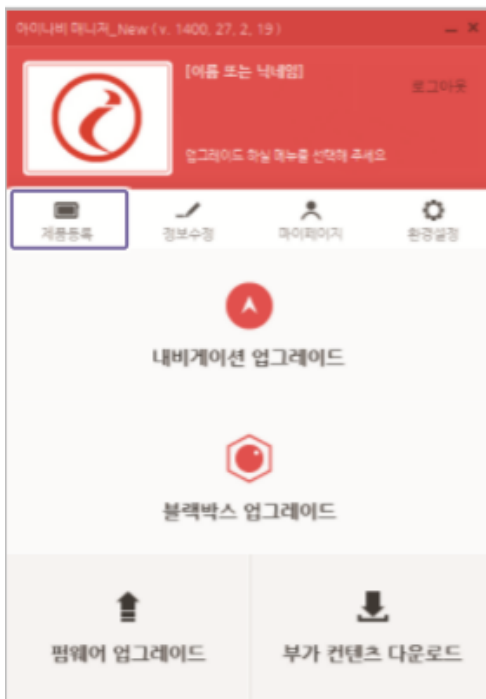 아이나비 매니저_New ( v. 1400, 27, 2, 19 )
[이름 또는 닉네임]
로그아웃
업그레이드 하실 메뉴를 선택해 주세요
제품등록
정보수정
마이페이지
환경설정
내비게이션 업그레이드
블랙박스 업그레이드
펌웨어 업그레이드
부가 컨텐츠 다운로드